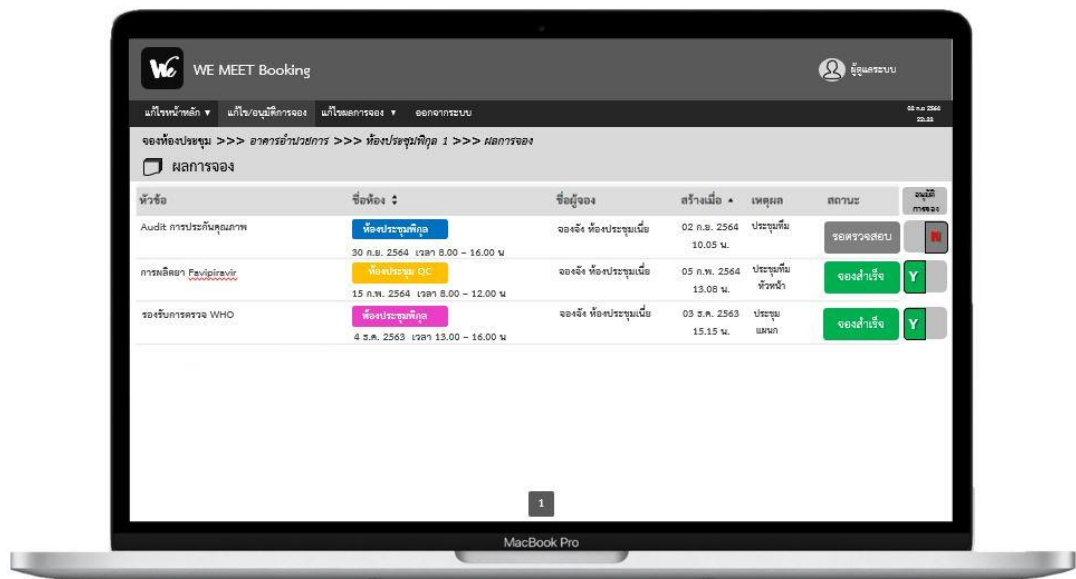 We
WE MEET Booking
ผู้ดูแลระบบ
แก้ไขหน้าหลัก ▼ แก้ไข/อนุมัติการจอง แก้ไขผลการจอง ▼ ออกจากระบบ
02 ก.ย 2564
จองห้องประชุม >>> อาคารอำนวยการ >>> ห้องประชุมพิกุล 1 >>> ผลการจอง
ผลการจอง
หัวข้อ ชื่อห้อง ชื่อผู้จอง สร้างเมื่อ ▲ เหตุผล สถานะ อนุมัติ
การจอง
Audit การประกันคุณภาพ ห้องประชุมพิกุล จองจัง ห้องประชุมเนี่ย 02 ก.ย. 2564 ประชุมทีม รอตรวจสอบ N
30 ก.ย. 2564 เวลา 8.00 – 16.00 น 10.05 น.
การผลิตยา Favipiravir ห้องประชุม QC จองจัง ห้องประชุมเนี่ย 05 ก.พ. 2564 ประชุมทีม จองสำเร็จ Y
15 ก.พ. 2564 เวลา 8.00 – 12.00 น 13.08 น. หัวหน้า
รองรับการตรวจ WHO ห้องประชุมพิกุล จองจัง ห้องประชุมเนี่ย 03 ธ.ค. 2563 ประชุม จองสำเร็จ Y
4 ธ.ค. 2563 เวลา 13.00 – 16.00 น 15.15 น. แผนก
1
MacBook Pro